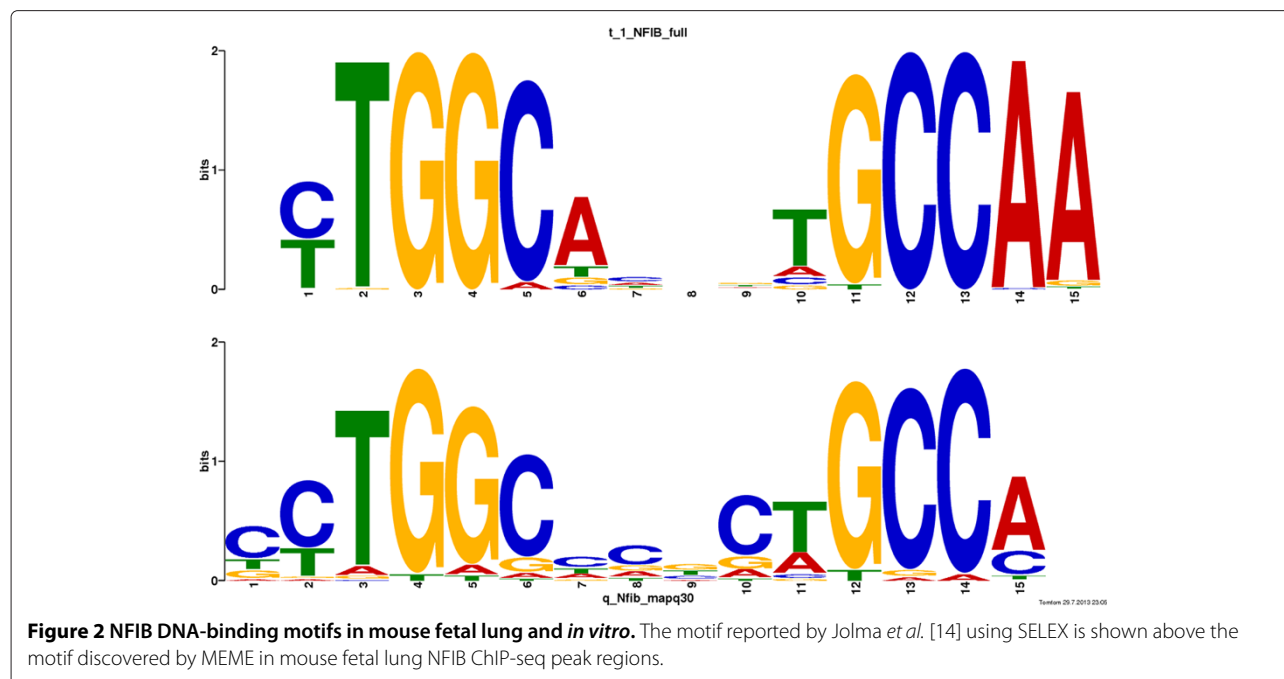 t_1_NFIB_full
2
1
0
bits
C T G G C A T G C C A A
T A T C C A
T G C A G T C G T G
1 2 3 4 5 6 7 8 9 10 11 12 13 14 15
2
1
0
bits
C C T G G C C C G C T G C C A
T T A T A G T G T G A T G A C
G A A A C A G A T
1 2 3 4 5 6 7 8 9 10 11 12 13 14 15
q_Nfib_mapq30
Tomtom 29.7.2013 23:05
Figure 2 NFIB DNA-binding motifs in mouse fetal lung and in vitro. The motif reported by Jolma et al. [14] using SELEX is shown above the
motif discovered by MEME in mouse fetal lung NFIB ChIP-seq peak regions.